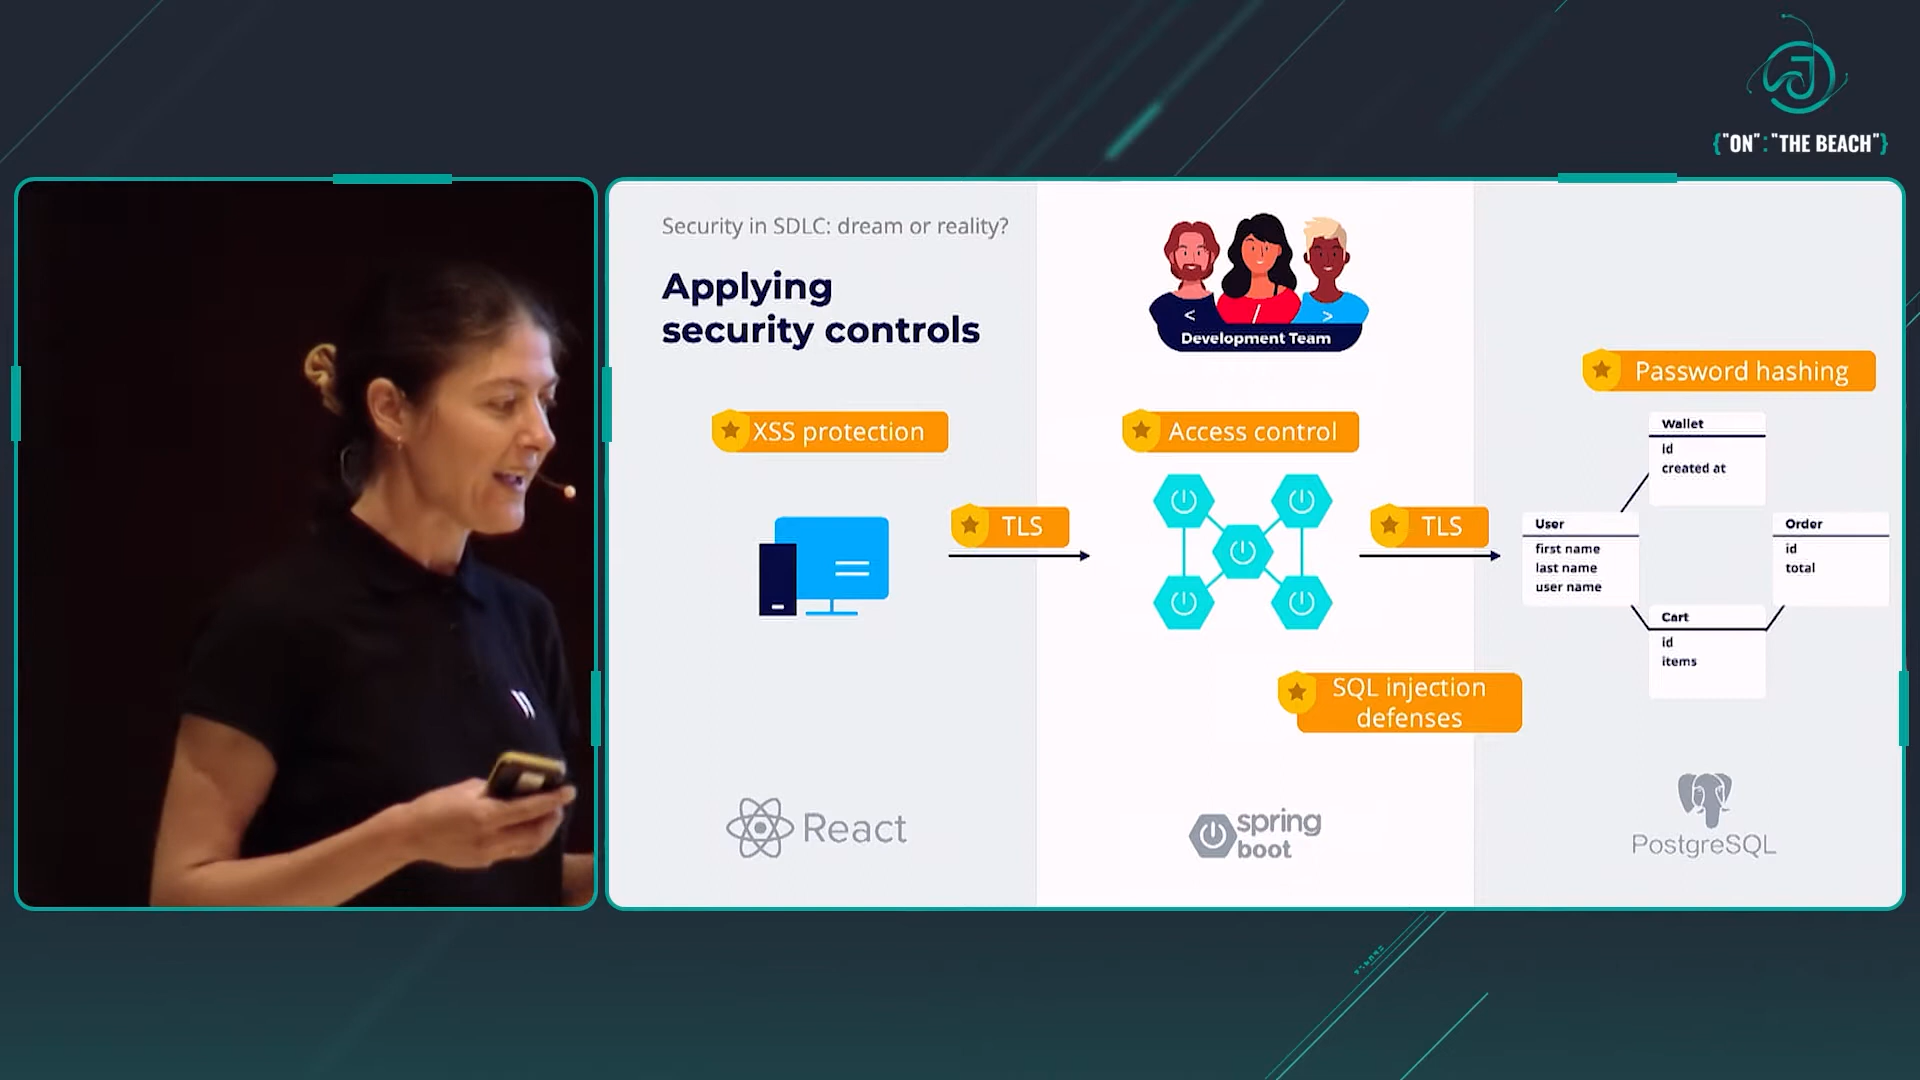 {"ON":"THE BEACH"}
Security in SDLC: dream or reality?
Applying
security controls
< / >
Development Team
XSS protection
Access control
Password hashing
TLS
TLS
Wallet
id
created at
User
first name
last name
user name
Order
id
total
Cart
id
items
SQL injection
defenses
React
spring
boot
PostgreSQL